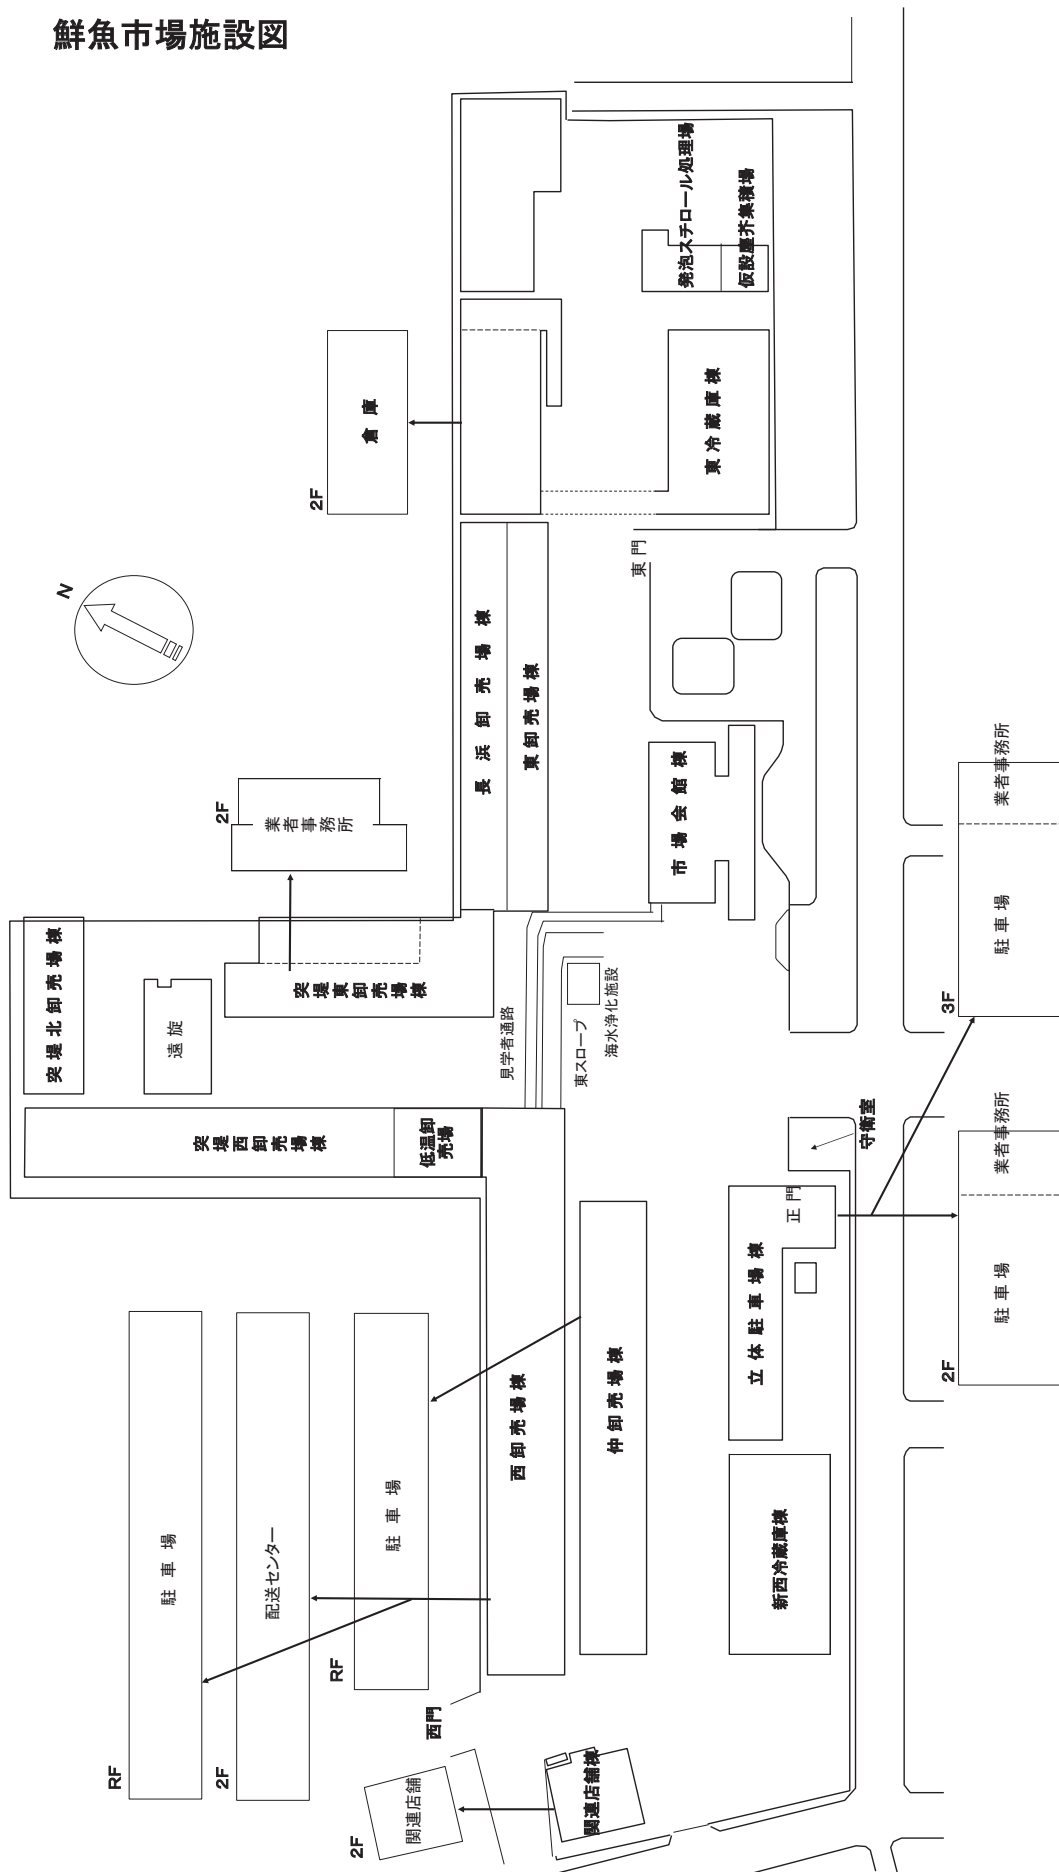 鮮魚市場施設図
発泡スチロール処理場
仮設塵芥集積場
倉庫
2F
東冷蔵庫棟
東門
N
長浜卸売場棟
東卸売場棟
2F
業者事務所
市場会館棟
業者事務所
駐車場
3F
突堤北卸売場棟
遠旋
突堤東卸売場棟
見学者通路
東スロープ
海水浄化施設
突堤西卸売場棟
低温卸
売場
守衛室
正門
業者事務所
駐車場
2F
立体駐車場棟
西卸売場棟
仲卸売場棟
新西冷蔵庫棟
駐車場
RF
配送センター
2F
駐車場
RF
西門
関連店舗
2F
関連店舗棟